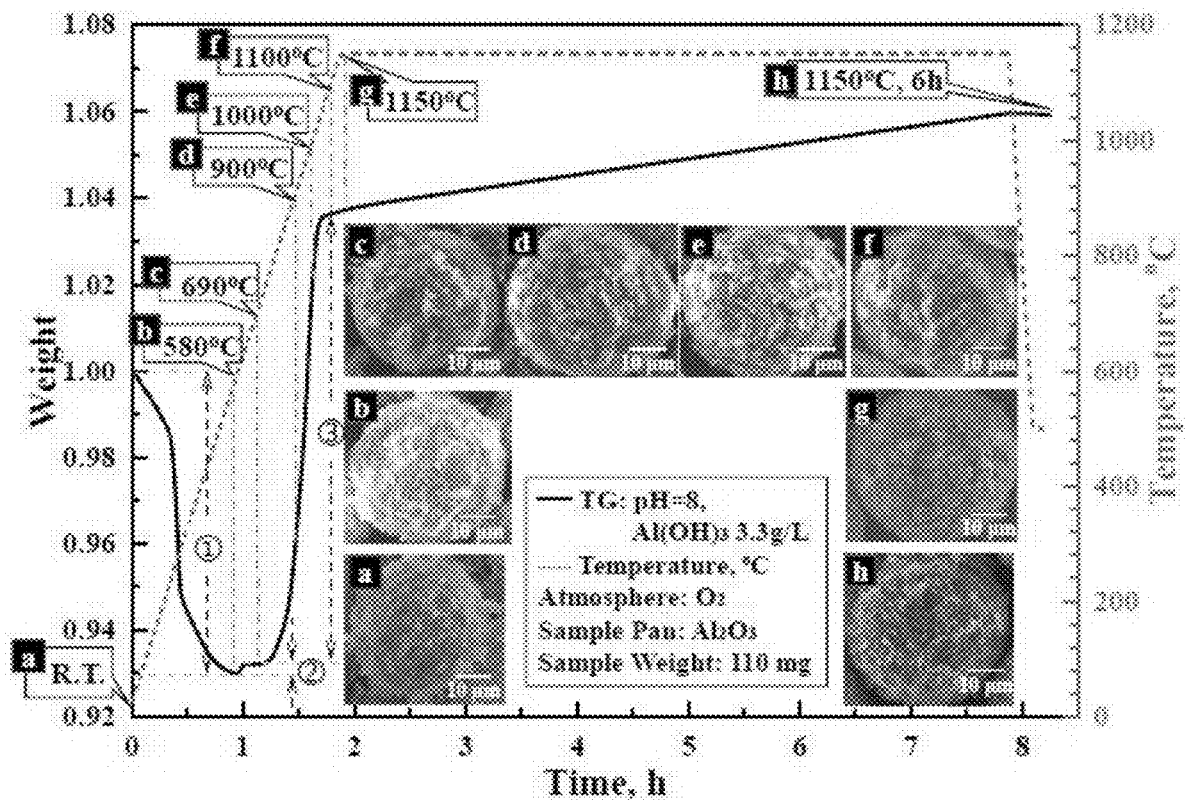 1.08
1.06
1.04
1.02
1.00
0.98
0.96
0.94
0.92
Weight
1200
1000
800
600
400
200
0
Temperature, °C
0
1
2
3
4
5
6
7
8
Time, h
f 1100°C
e 1000°C
d 900°C
c 690°C
b 580°C
a R.T.
g 1150°C
h 1150°C, 6h
①
②
③
c
10 μm
d
10 μm
e
10 μm
f
10 μm
b
10 μm
g
10 μm
a
10 μm
h
10 μm
TG: pH=8,
Al(OH)3 3.3g/L
Temperature, °C
Atmosphere: O2
Sample Pan: Al2O3
Sample Weight: 110 mg